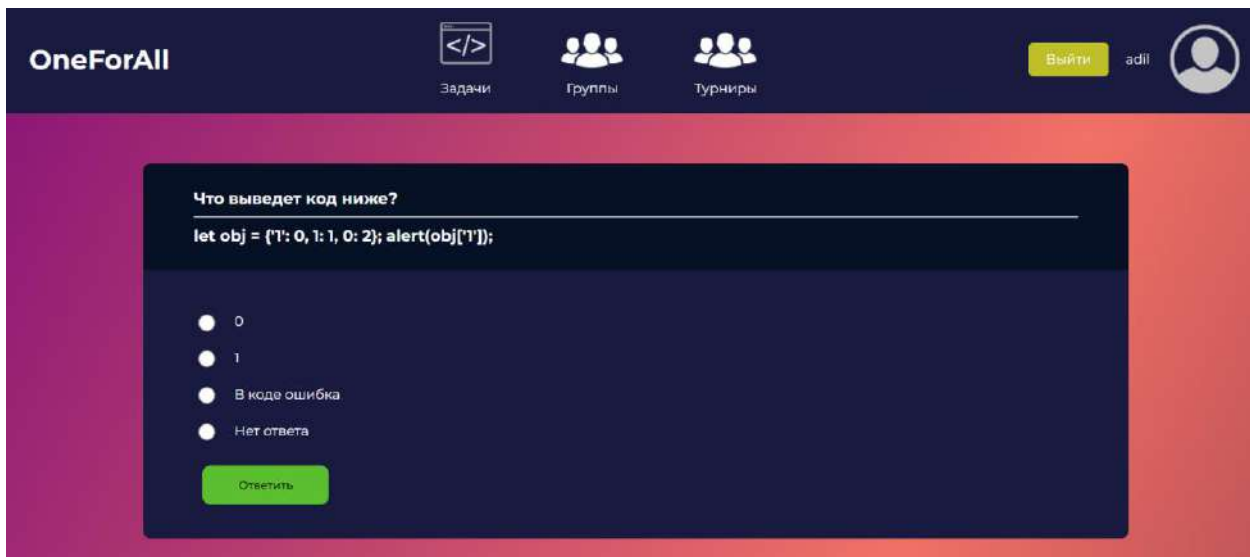 OneForAll
</>
Задачи
Группы
Турниры
Выйти
adil
Что выведет код ниже?
let obj = {'1': 0, 1: 1, 0: 2}; alert(obj['1']);
0
1
В коде ошибка
Нет ответа
Ответить